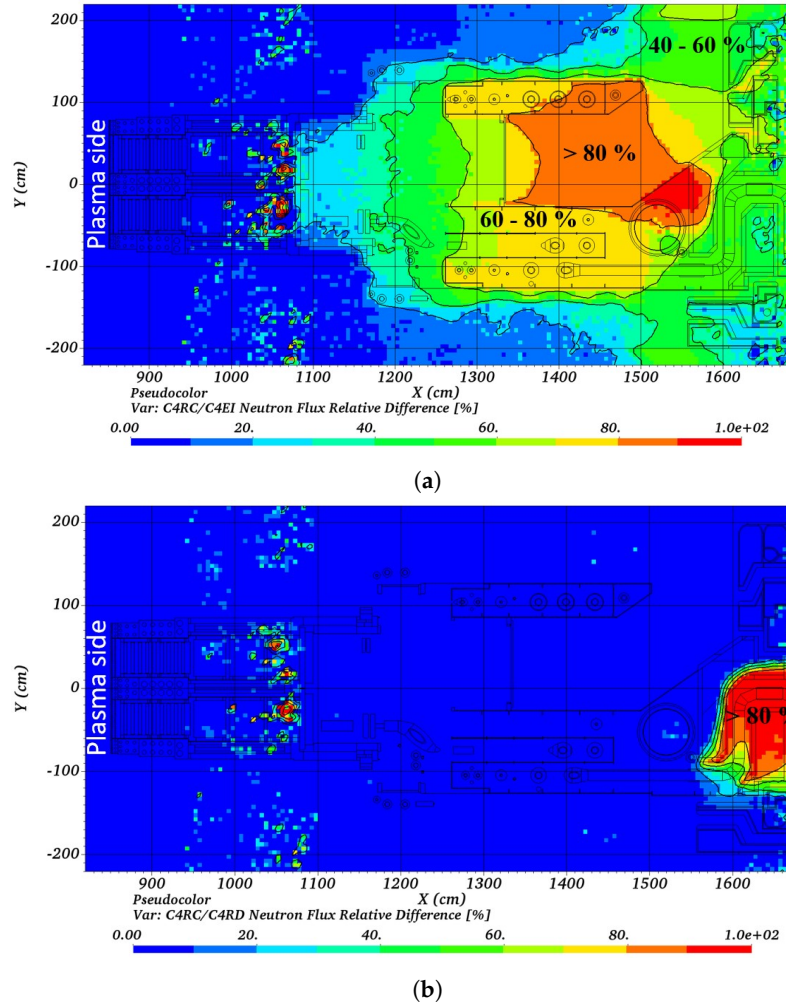 200
100
0
-100
-200
Y (cm)
Plasma side
40 - 60 %
> 80 %
60 - 80 %
900 1000 1100 1200 1300 1400 1500 1600
X (cm)
Pseudocolor
Var: C4RC/C4EI Neutron Flux Relative Difference [%]
0.00 20. 40. 60. 80. 1.0e+02
(a)
200
100
0
-100
-200
Y (cm)
Plasma side
> 80 %
900 1000 1100 1200 1300 1400 1500 1600
X (cm)
Pseudocolor
Var: C4RC/C4RD Neutron Flux Relative Difference [%]
0.00 20. 40. 60. 80. 1.0e+02
(b)